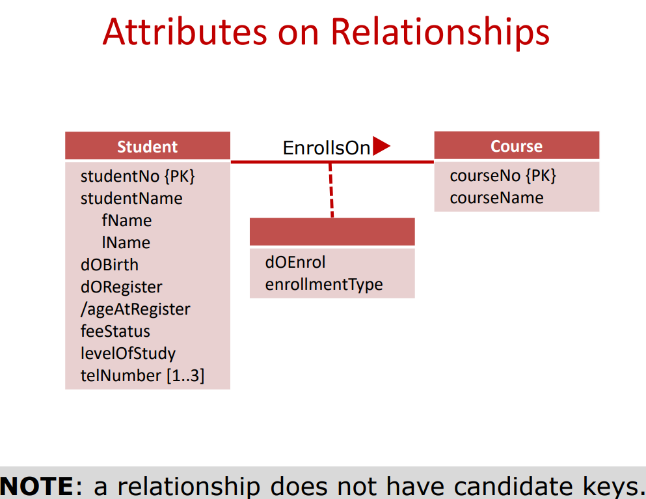 Attributes on Relationships
Student
EnrollsOn
Course
studentNo {PK}
studentName
fName
lName
dOBirth
dORegister
/ageAtRegister
feeStatus
levelOfStudy
telNumber [1..3]
dOEnrol
enrollmentType
courseNo {PK}
courseName
NOTE: a relationship does not have candidate keys.